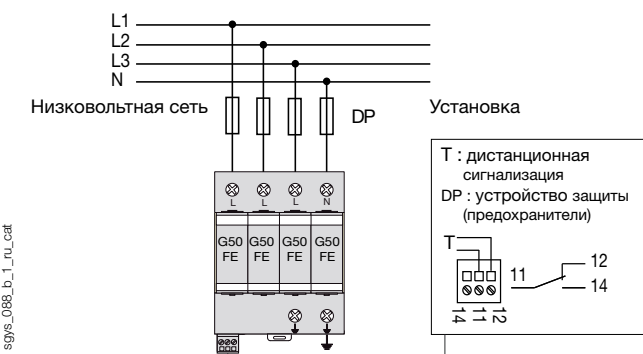 L1
L2
L3
N
Низковольтная сеть
DP
Установка
L L L N
G50 G50 G50 G50
FE FE FE FE
T : дистанционная
сигнализация
DP : устройство защиты
(предохранители)
T
11
12
14
14 11 12
sgys_088_b_1_ru_cat